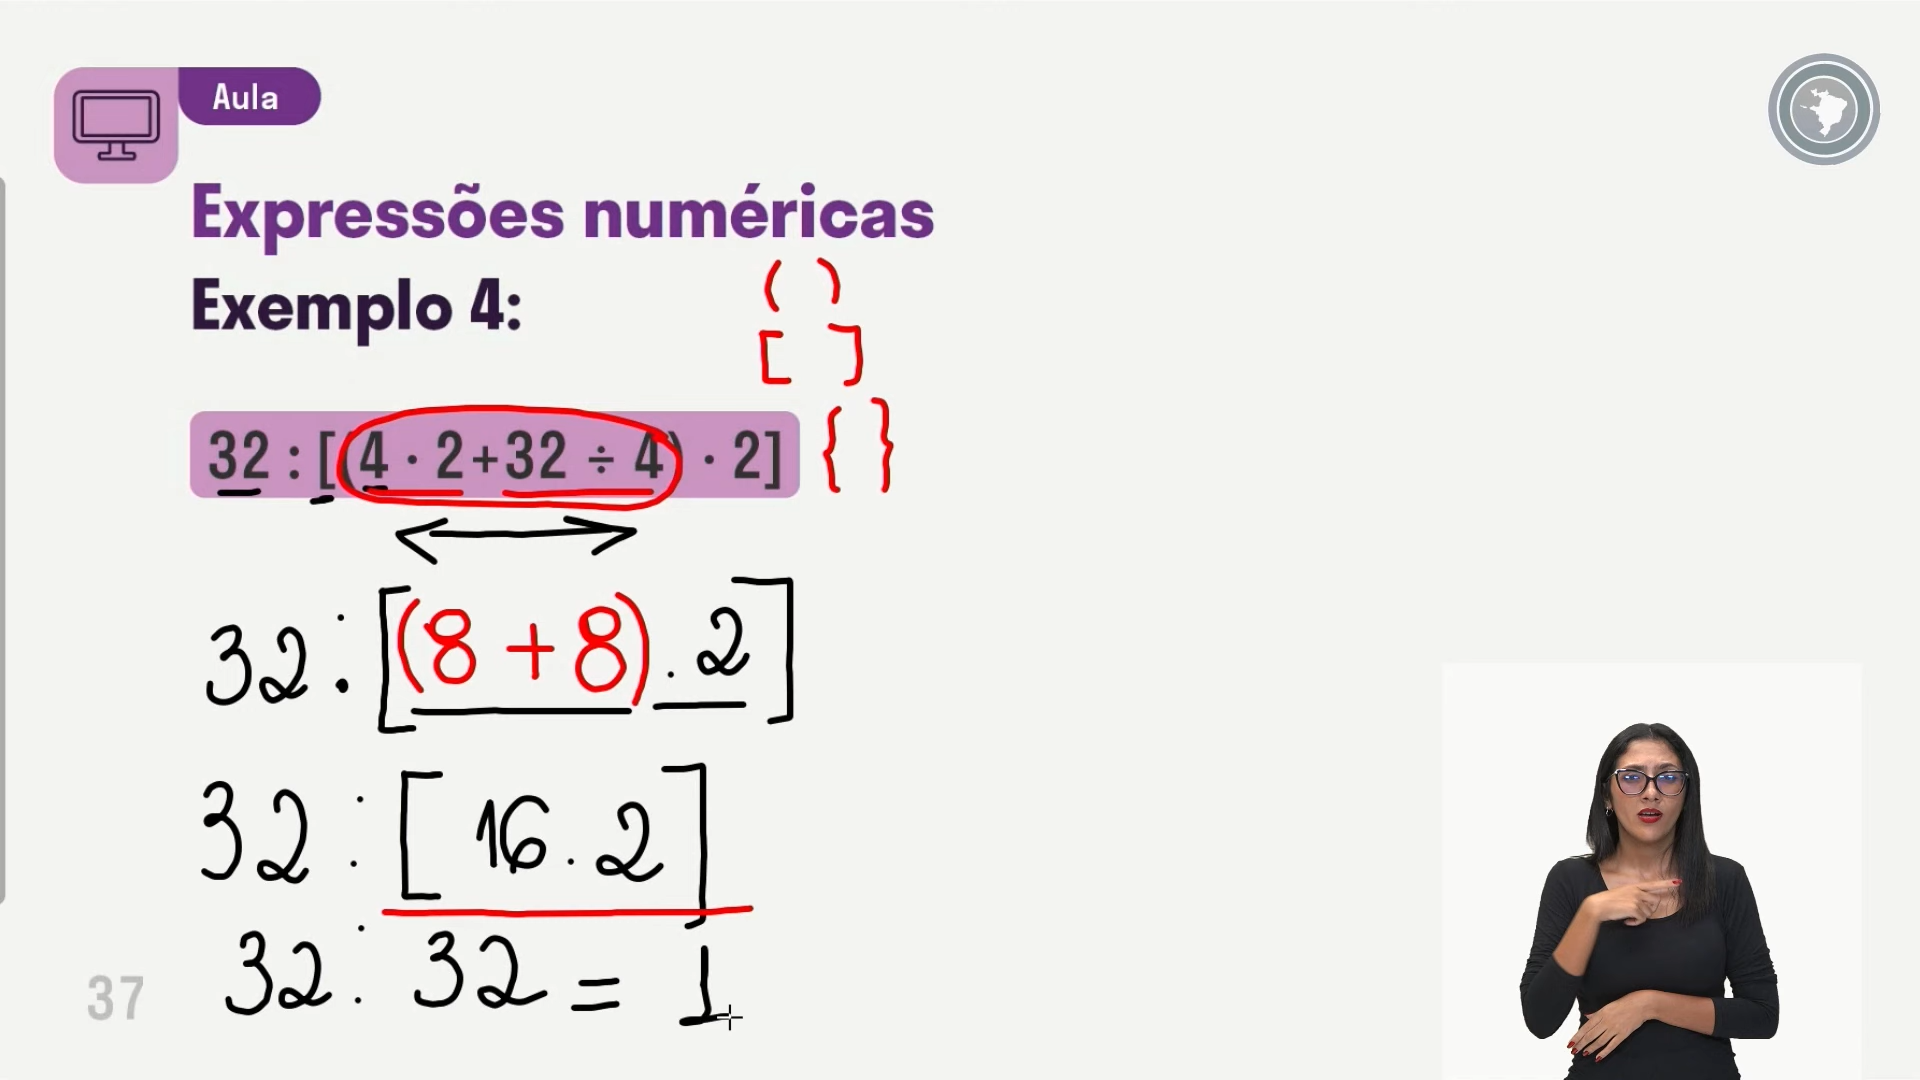 Aula
Expressões numéricas
Exemplo 4:
( )
[ ]
{ }
32 : [(4 · 2+32 ÷ 4) · 2]
32 : [(8 + 8) . 2]
32 : [ 16 . 2 ]
32 : 32 = 1
37